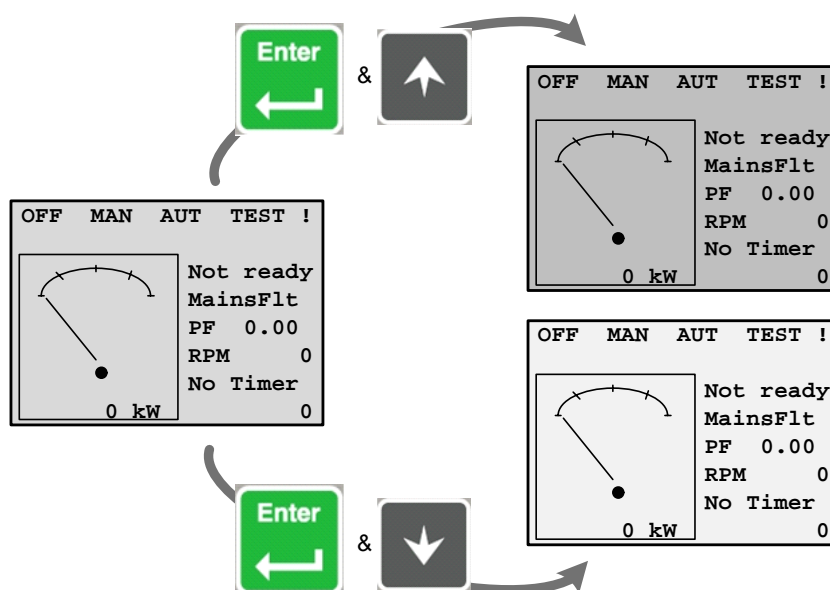 Enter
&
OFF MAN AUT TEST !
Not ready
MainsFlt
PF 0.00
RPM 0
No Timer
0 kW 0
OFF MAN AUT TEST !
Not ready
MainsFlt
PF 0.00
RPM 0
No Timer
0 kW 0
OFF MAN AUT TEST !
Not ready
MainsFlt
PF 0.00
RPM 0
No Timer
0 kW 0
Enter
&